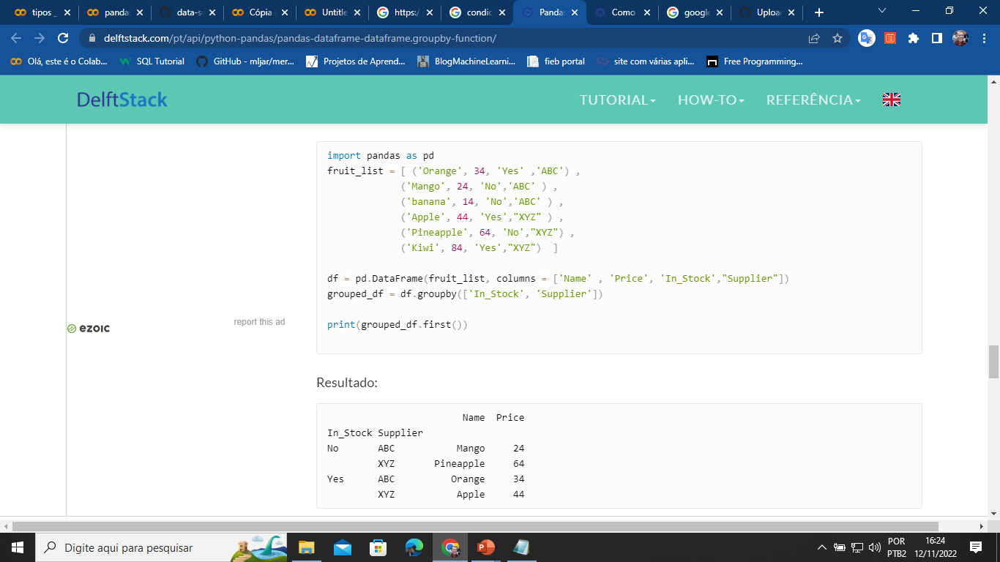 tipos _
panda
data-s
Cópia
Untitle
https:/
condic
Panda
Como
google
Uploa
delftstack.com/pt/api/python-pandas/pandas-dataframe-dataframe.groupby-function/
Olá, este é o Colab...
SQL Tutorial
GitHub - mljar/mer...
Projetos de Aprend...
BlogMachineLearni...
fieb portal
site com várias apli...
Free Programming...
DelftStack
TUTORIAL
HOW-TO
REFERÊNCIA
import pandas as pd
fruit_list = [ ('Orange', 34, 'Yes' ,'ABC') ,
('Mango', 24, 'No','ABC' ) ,
('banana', 14, 'No','ABC' ) ,
('Apple', 44, 'Yes',"XYZ" ) ,
('Pineapple', 64, 'No',"XYZ") ,
('Kiwi', 84, 'Yes',"XYZ")  ]
df = pd.DataFrame(fruit_list, columns = ['Name' , 'Price', 'In_Stock',"Supplier"])
grouped_df = df.groupby(['In_Stock', 'Supplier'])
print(grouped_df.first())
report this ad
ezoic
Resultado:
Name  Price
In_Stock Supplier
No       ABC           Mango     24
XYZ       Pineapple     64
Yes      ABC          Orange     34
XYZ           Apple     44
Digite aqui para pesquisar
POR
PTB2
16:24
12/11/2022